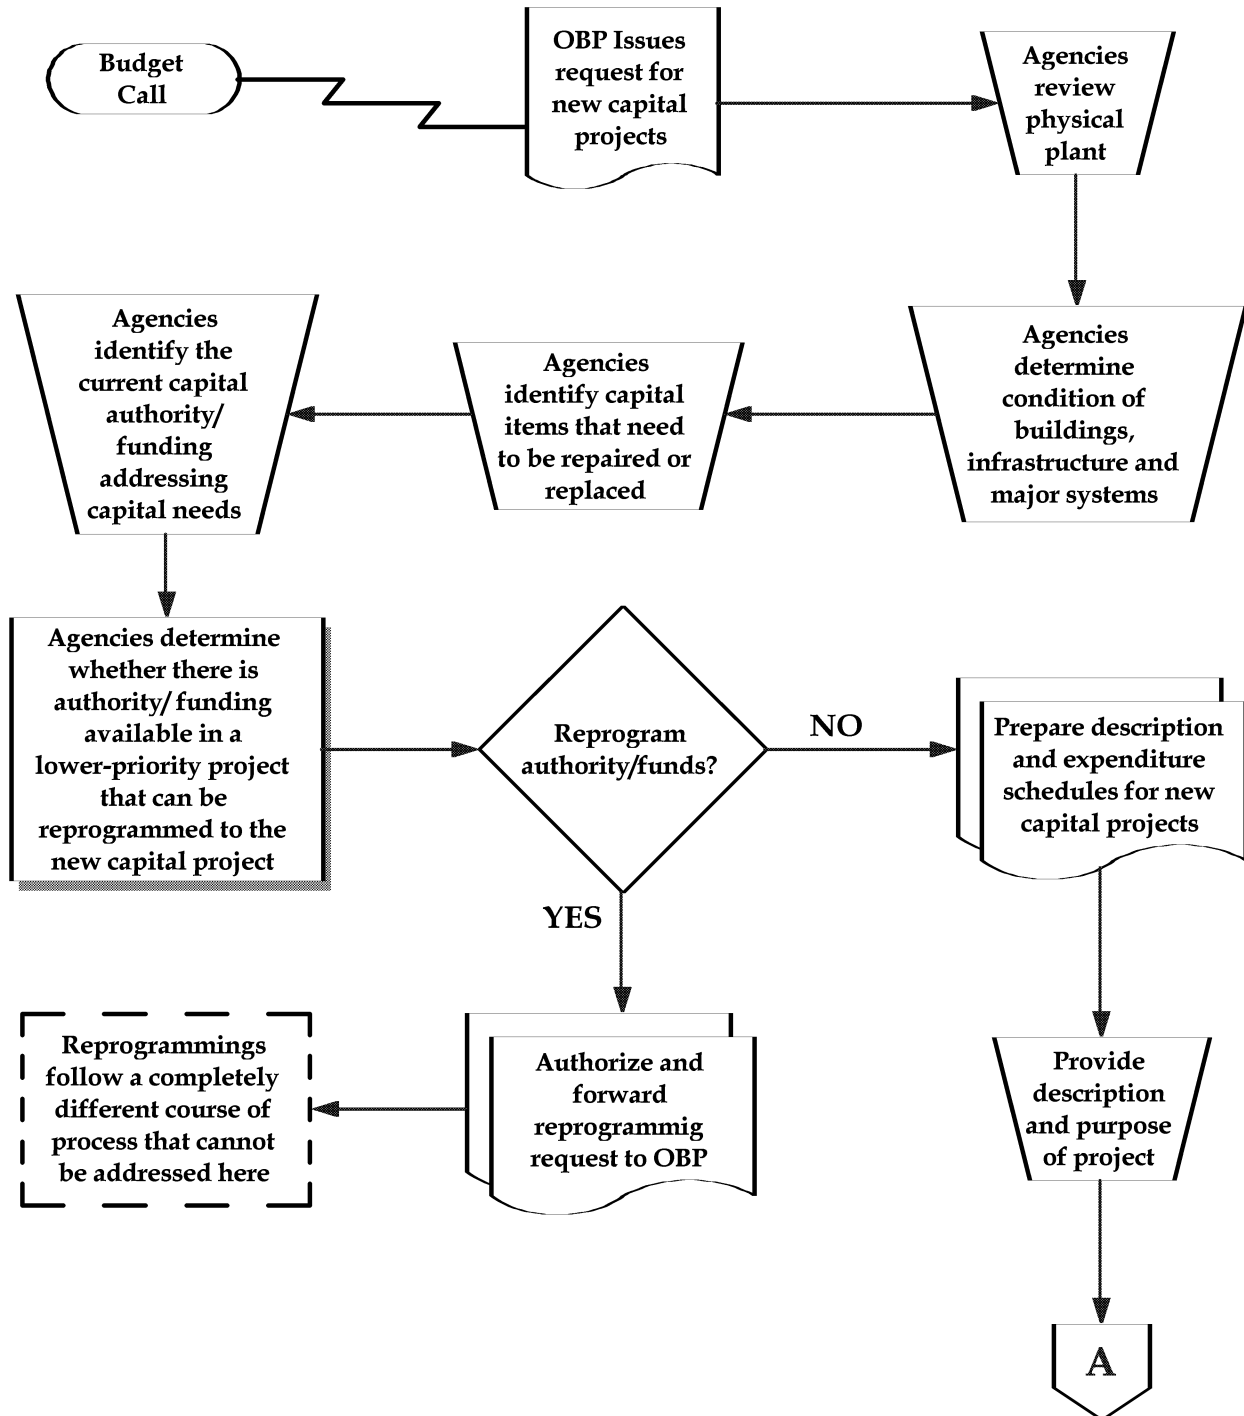 Budget
Call
OBP Issues
request for
new capital
projects
Agencies
review
physical
plant
Agencies
identify the
current capital
authority/
funding
addressing
capital needs
Agencies
identify capital
items that need
to be repaired or
replaced
Agencies
determine
condition of
buildings,
infrastructure and
major systems
Agencies determine
whether there is
authority/ funding
available in a
lower-priority project
that can be
reprogrammed to the
new capital project
Reprogram
authority/funds?
NO
Prepare description
and expenditure
schedules for new
capital projects
YES
Reprogrammings
follow a completely
different course of
process that cannot
be addressed here
Authorize and
forward
reprogrammig
request to OBP
Provide
description
and purpose
of project
A